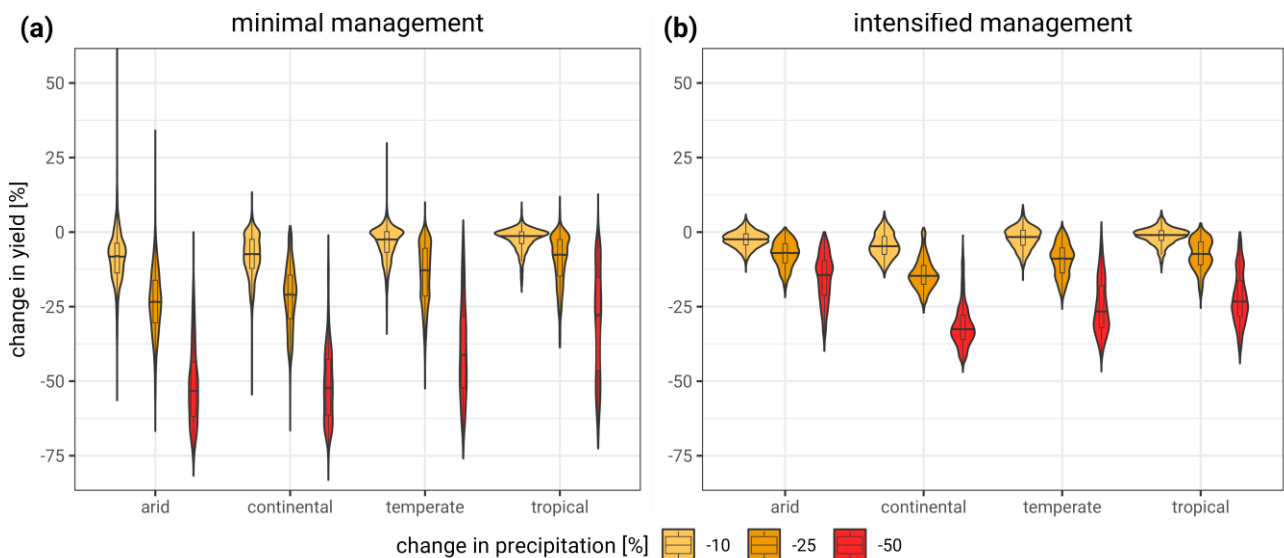 (a) minimal management
(b) intensified management
change in yield [%]
50
25
0
-25
-50
-75
arid continental temperate tropical
50
25
0
-25
-50
-75
arid continental temperate tropical
change in precipitation [%] -10 -25 -50